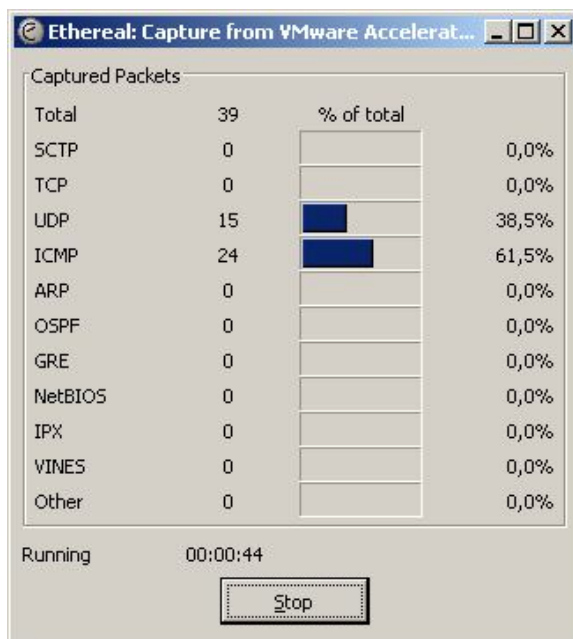 Ethereal: Capture from VMware Accelerat...
Captured Packets
Total 39 % of total
SCTP 0 0,0%
TCP 0 0,0%
UDP 15 38,5%
ICMP 24 61,5%
ARP 0 0,0%
OSPF 0 0,0%
GRE 0 0,0%
NetBIOS 0 0,0%
IPX 0 0,0%
VINES 0 0,0%
Other 0 0,0%
Running 00:00:44
Stop